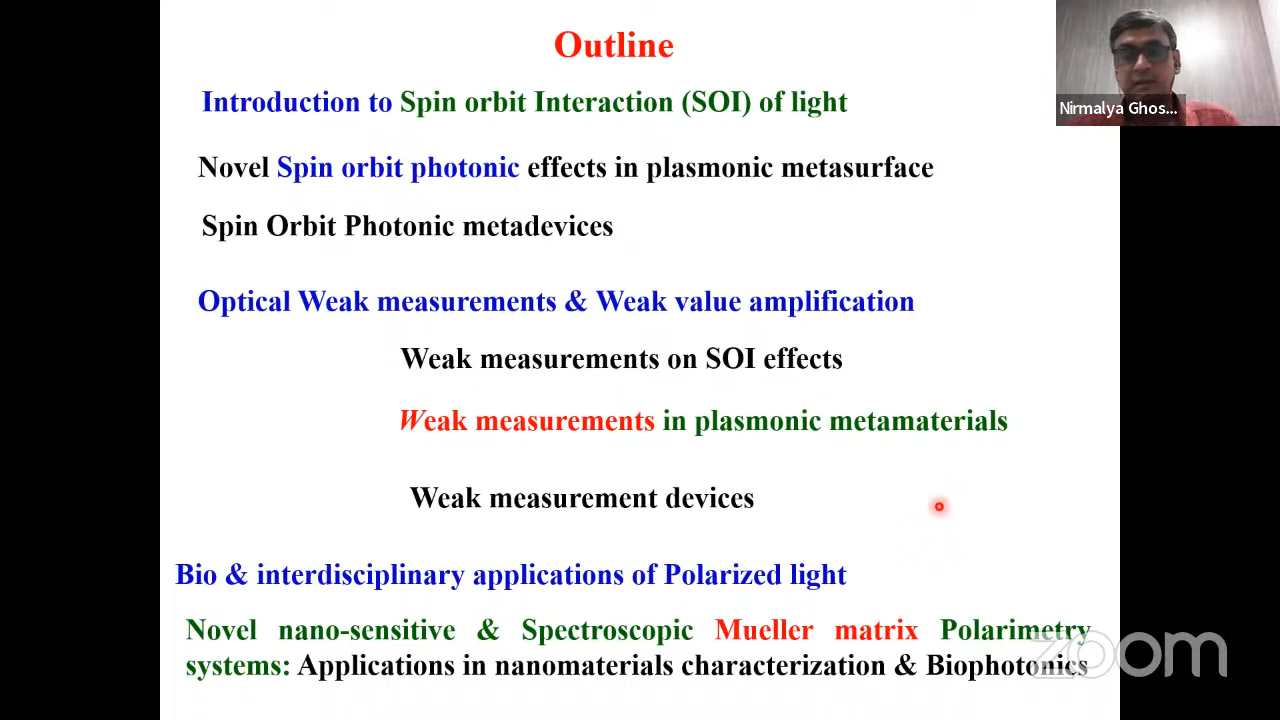 Outline
Nirmalya Ghos...
Introduction to Spin orbit Interaction (SOI) of light
Novel Spin orbit photonic effects in plasmonic metasurface
Spin Orbit Photonic metadevices
Optical Weak measurements & Weak value amplification
Weak measurements on SOI effects
Weak measurements in plasmonic metamaterials
Weak measurement devices
Bio & interdisciplinary applications of Polarized light
Novel nano-sensitive & Spectroscopic Mueller matrix Polarimetry
systems: Applications in nanomaterials characterization & Biophotonics
zoom